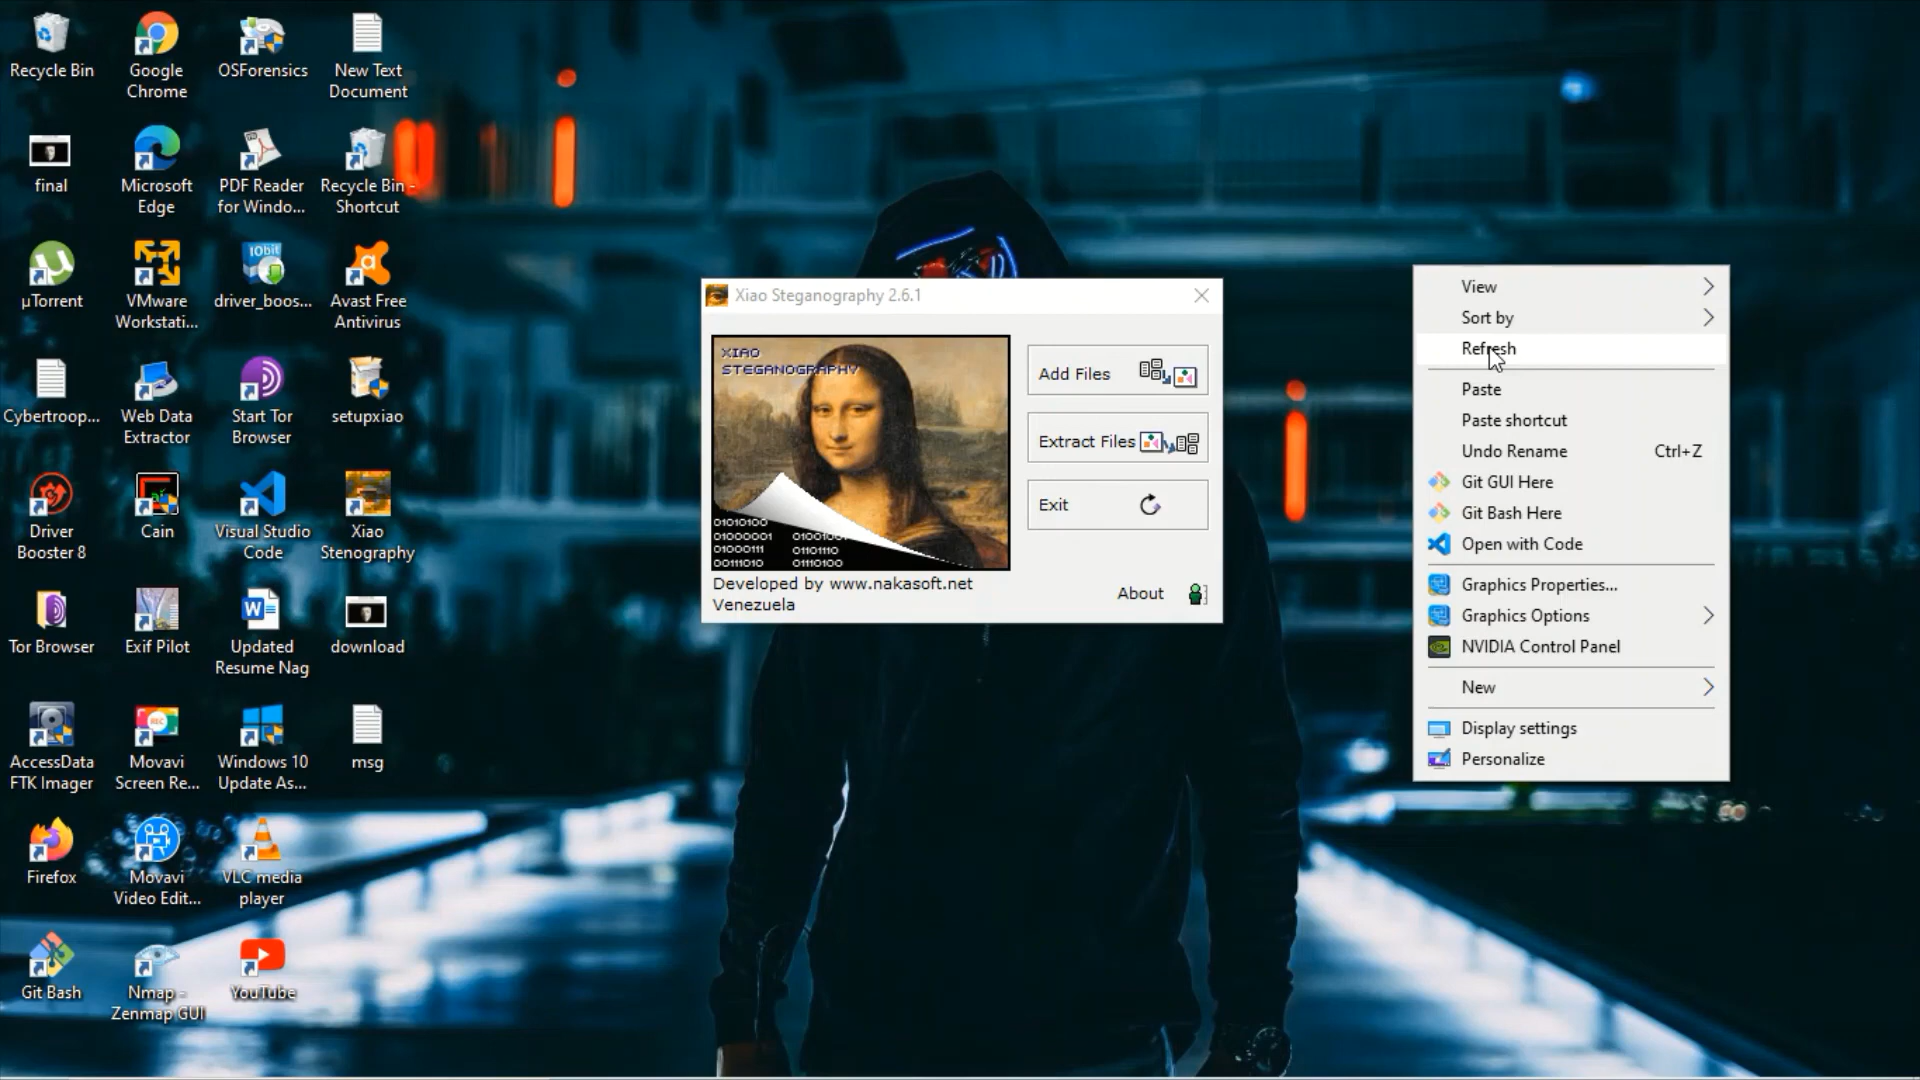 Recycle Bin
Google
Chrome
OSForensics
New Text
Document
final
Microsoft
Edge
PDF Reader
for Windo...
Recycle Bin -
Shortcut
µTorrent
VMware
Workstati...
driver_boos...
Avast Free
Antivirus
Cybertroop...
Web Data
Extractor
Start Tor
Browser
setupxiao
Driver
Booster 8
Cain
Visual Studio
Code
Xiao
Stenography
Tor Browser
Exif Pilot
Updated
Resume Nag
download
AccessData
FTK Imager
Movavi
Screen Re...
Windows 10
Update As...
msg
Firefox
Movavi
Video Edit...
VLC media
player
Git Bash
Nmap -
Zenmap GUI
YouTube
Xiao Steganography 2.6.1
XIAO
STEGANOGRAPHY
01010100
01000001
01000111 01101110
00111010 01110100
Developed by www.nakasoft.net
Venezuela
Add Files
Extract Files
Exit
About
View
Sort by
Refresh
Paste
Paste shortcut
Undo Rename Ctrl+Z
Git GUI Here
Git Bash Here
Open with Code
Graphics Properties...
Graphics Options
NVIDIA Control Panel
New
Display settings
Personalize